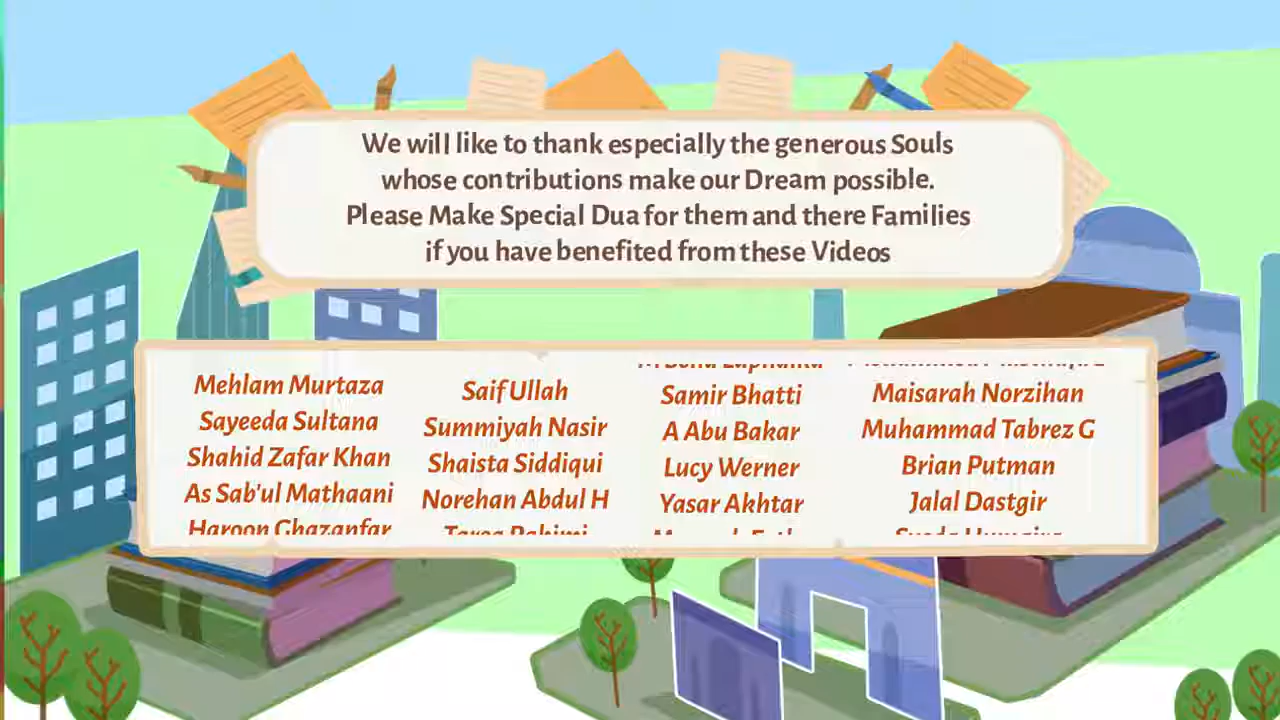 We will like to thank especially the generous Souls
whose contributions make our Dream possible.
Please Make Special Dua for them and there Families
if you have benefited from these Videos
Mehlam Murtaza
Sayeeda Sultana
Shahid Zafar Khan
As Sab'ul Mathaani
Haroon Ghazanfar
Saif Ullah
Summiyah Nasir
Shaista Siddiqui
Norehan Abdul H
Samir Bhatti
A Abu Bakar
Lucy Werner
Yasar Akhtar
Maisarah Norzihan
Muhammad Tabrez G
Brian Putman
Jalal Dastgir